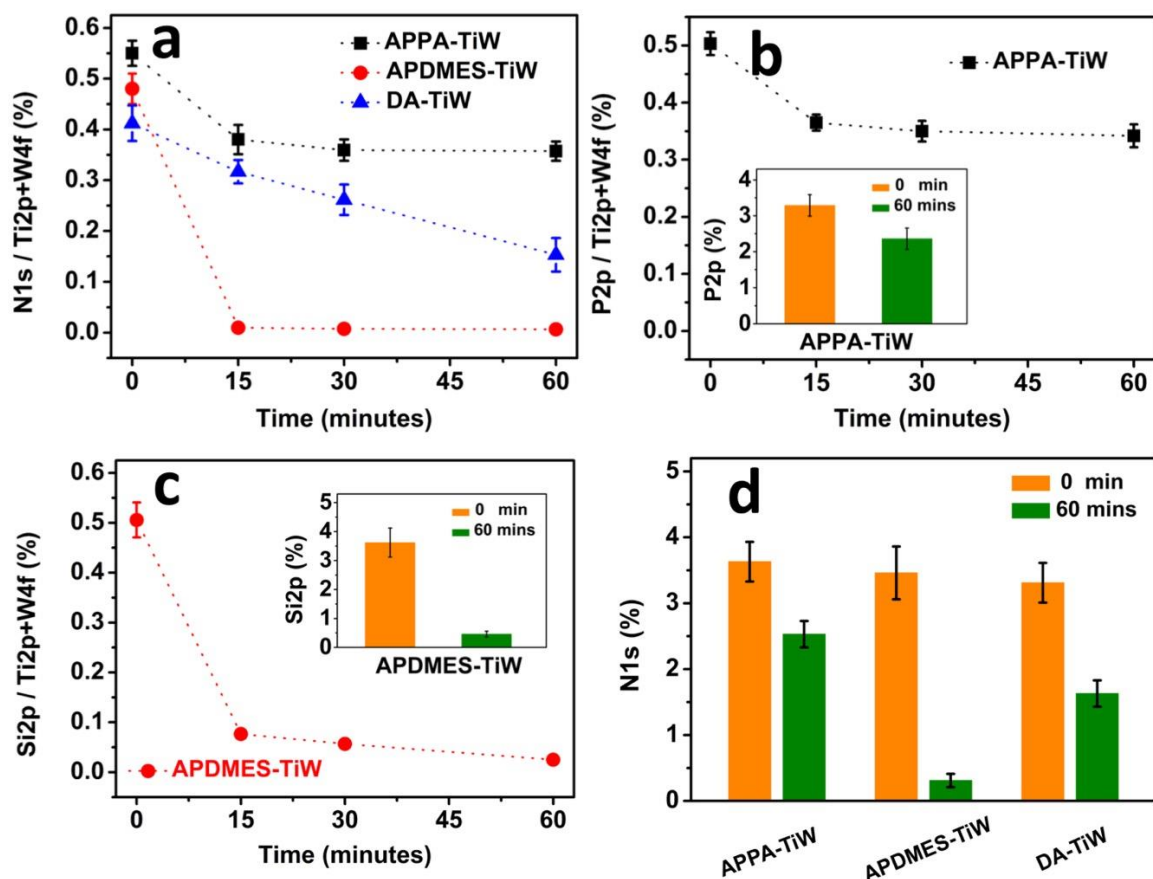 a
APPA-TiW
APDMES-TiW
DA-TiW
N1s / Ti2p+W4f (%)
0.6
0.5
0.4
0.3
0.2
0.1
0.0
0 15 30 45 60
Time (minutes)
b
APPA-TiW
P2p / Ti2p+W4f (%)
0.5
0.4
0.3
0.2
0.1
0.0
0 15 30 45 60
Time (minutes)
0 min
60 mins
P2p (%)
4
3
2
1
0
APPA-TiW
c
Si2p / Ti2p+W4f (%)
0.6
0.5
0.4
0.3
0.2
0.1
0.0
APDMES-TiW
0 15 30 45 60
Time (minutes)
0 min
60 mins
Si2p (%)
5
4
3
2
1
0
APDMES-TiW
d
0 min
60 mins
N1s (%)
5
4
3
2
1
0
APPA-TiW
APDMES-TiW
DA-TiW